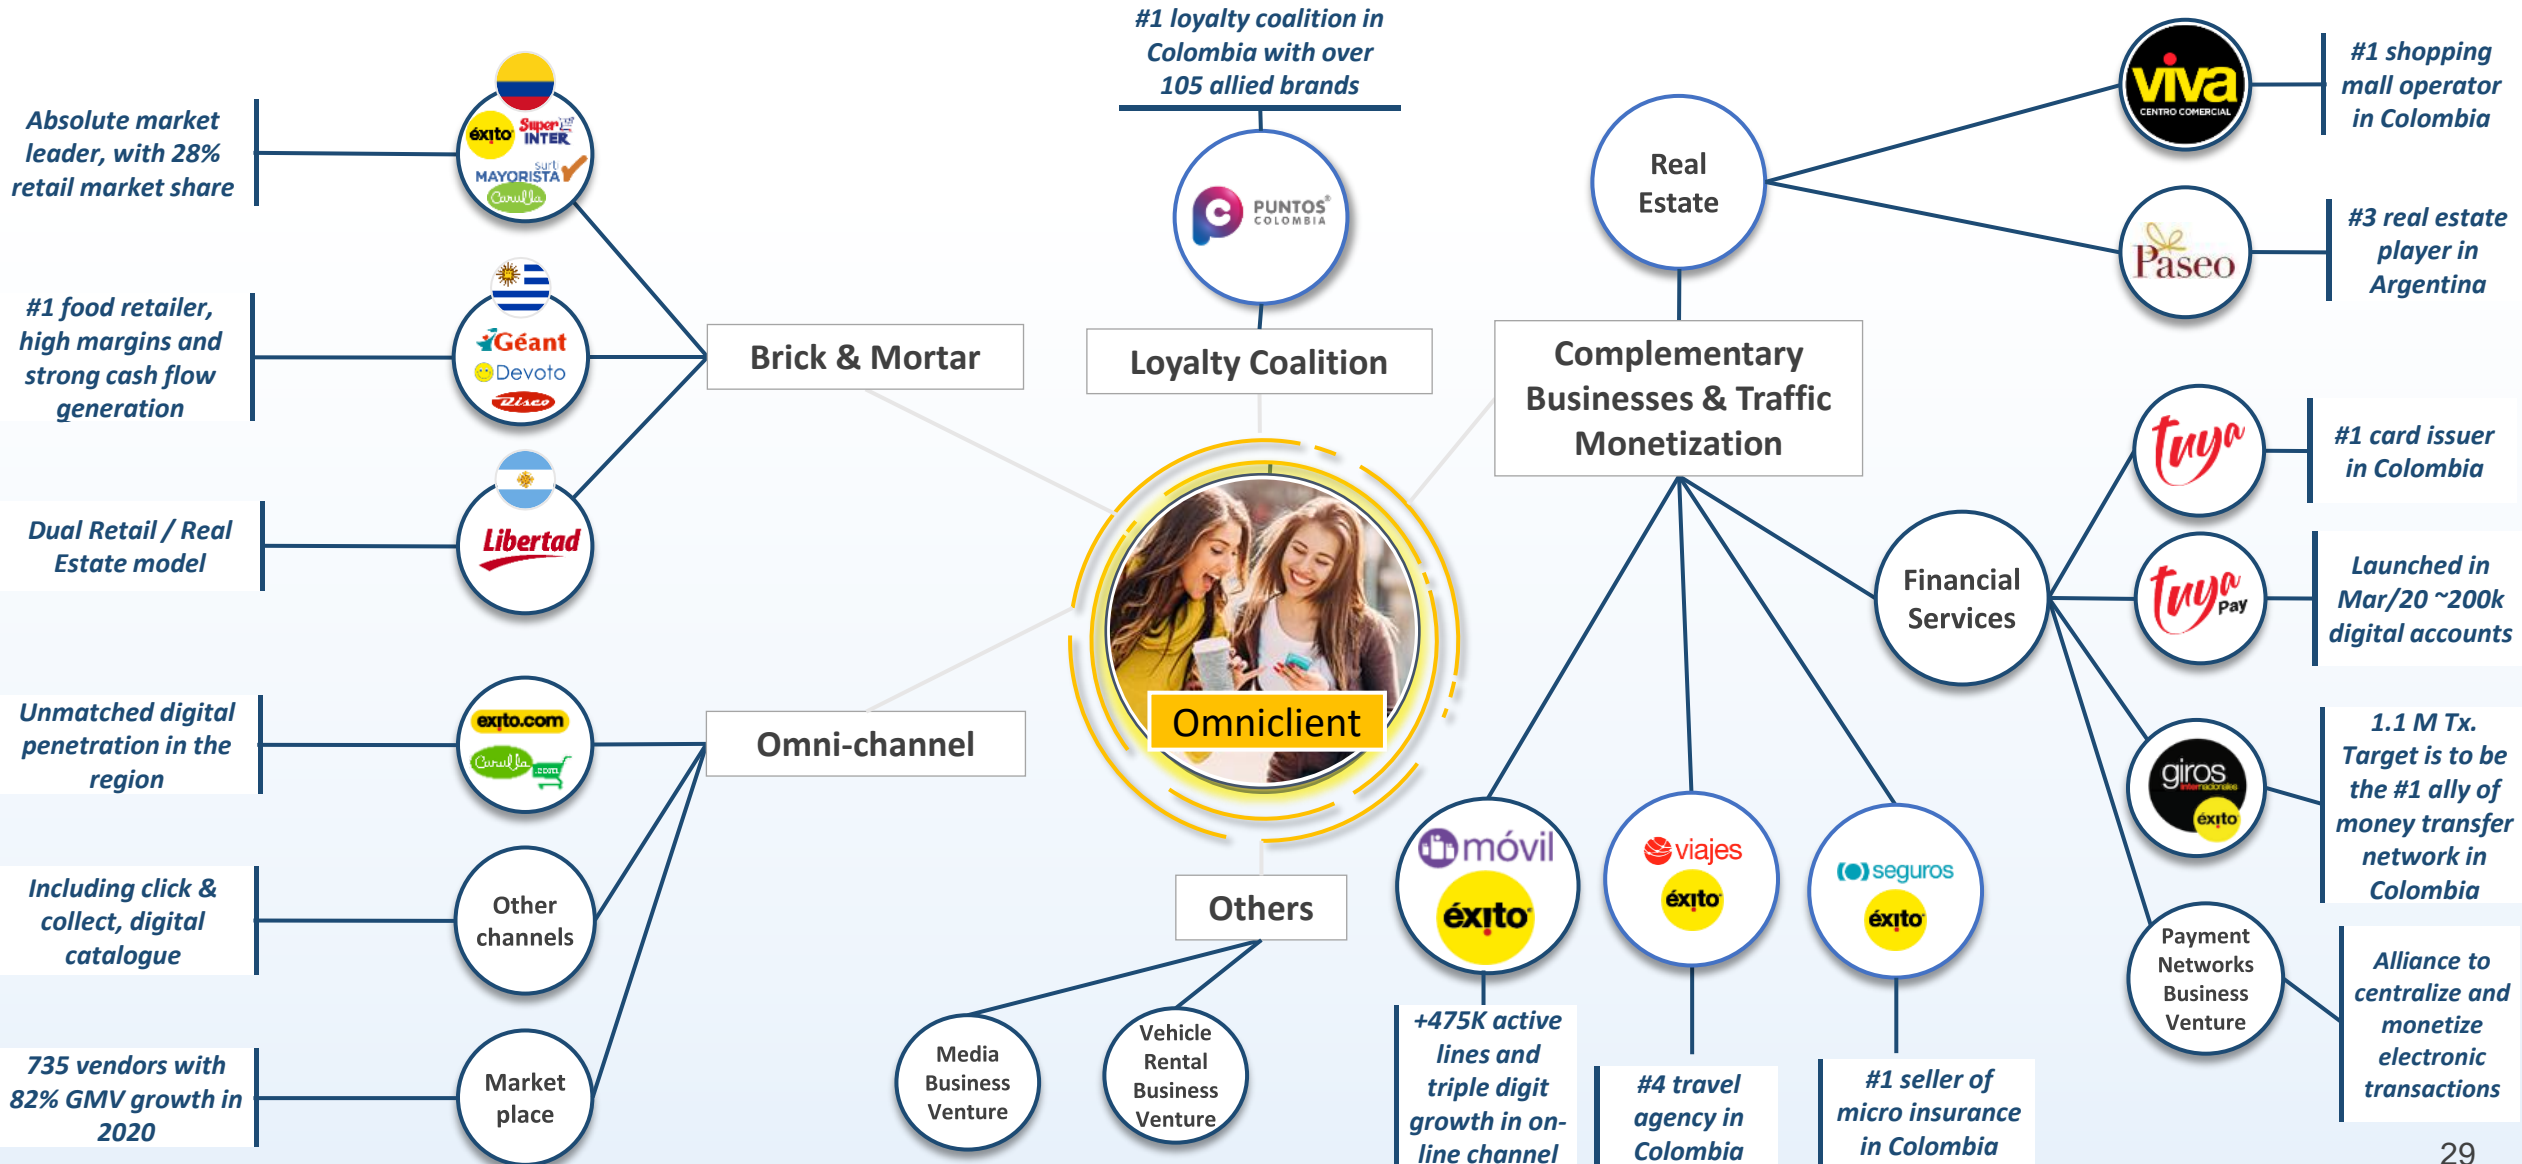 #1 loyalty coalition in
Colombia with over
105 allied brands
PUNTOS®
COLOMBIA
Loyalty Coalition
Absolute market
leader, with 28%
retail market share
éxito
Super
INTER
surti
MAYORISTA
Carulla
#1 food retailer,
high margins and
strong cash flow
generation
Géant
Devoto
Disco
Dual Retail / Real
Estate model
Libertad
Brick & Mortar
Unmatched digital
penetration in the
region
exito.com
Carulla
.com
Including click &
collect, digital
catalogue
Other
channels
735 vendors with
82% GMV growth in
2020
Market
place
Omni-channel
Omniclient
Others
Media
Business
Venture
Vehicle
Rental
Business
Venture
Complementary
Businesses & Traffic
Monetization
Real
Estate
viva
CENTRO COMERCIAL
#1 shopping
mall operator
in Colombia
Paseo
#3 real estate
player in
Argentina
Financial
Services
tuya
#1 card issuer
in Colombia
tuya
Pay
Launched in
Mar/20 ~200k
digital accounts
giros
internacionales
éxito
1.1 M Tx.
Target is to be
the #1 ally of
money transfer
network in
Colombia
Payment
Networks
Business
Venture
Alliance to
centralize and
monetize
electronic
transactions
móvil
éxito
+475K active
lines and
triple digit
growth in on-
line channel
viajes
éxito
#4 travel
agency in
Colombia
seguros
éxito
#1 seller of
micro insurance
in Colombia
29